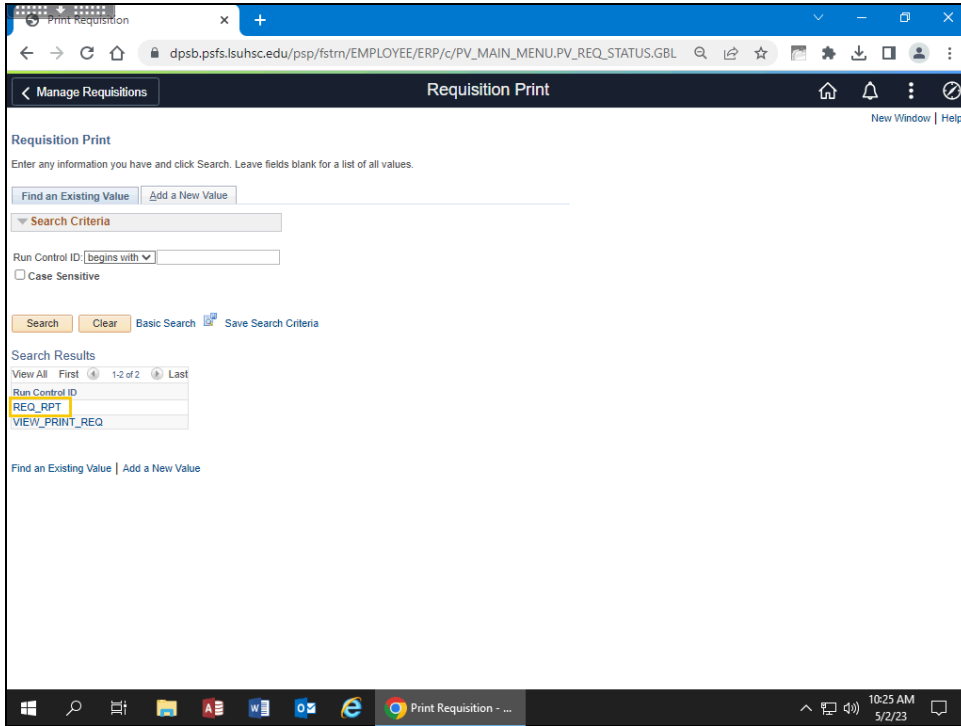 Print Requisition
dpsb.psfs.lsuhsc.edu/psp/fstrn/EMPLOYEE/ERP/c/PV_MAIN_MENU.PV_REQ_STATUS.GBL
Manage Requisitions
Requisition Print
New Window | Help
Requisition Print
Enter any information you have and click Search. Leave fields blank for a list of all values.
Find an Existing Value Add a New Value
Search Criteria
Run Control ID: begins with
Case Sensitive
Search Clear Basic Search Save Search Criteria
Search Results
View All First 1-2 of 2 Last
Run Control ID
REQ_RPT
VIEW_PRINT_REQ
Find an Existing Value | Add a New Value
Print Requisition - ...
10:25 AM
5/2/23